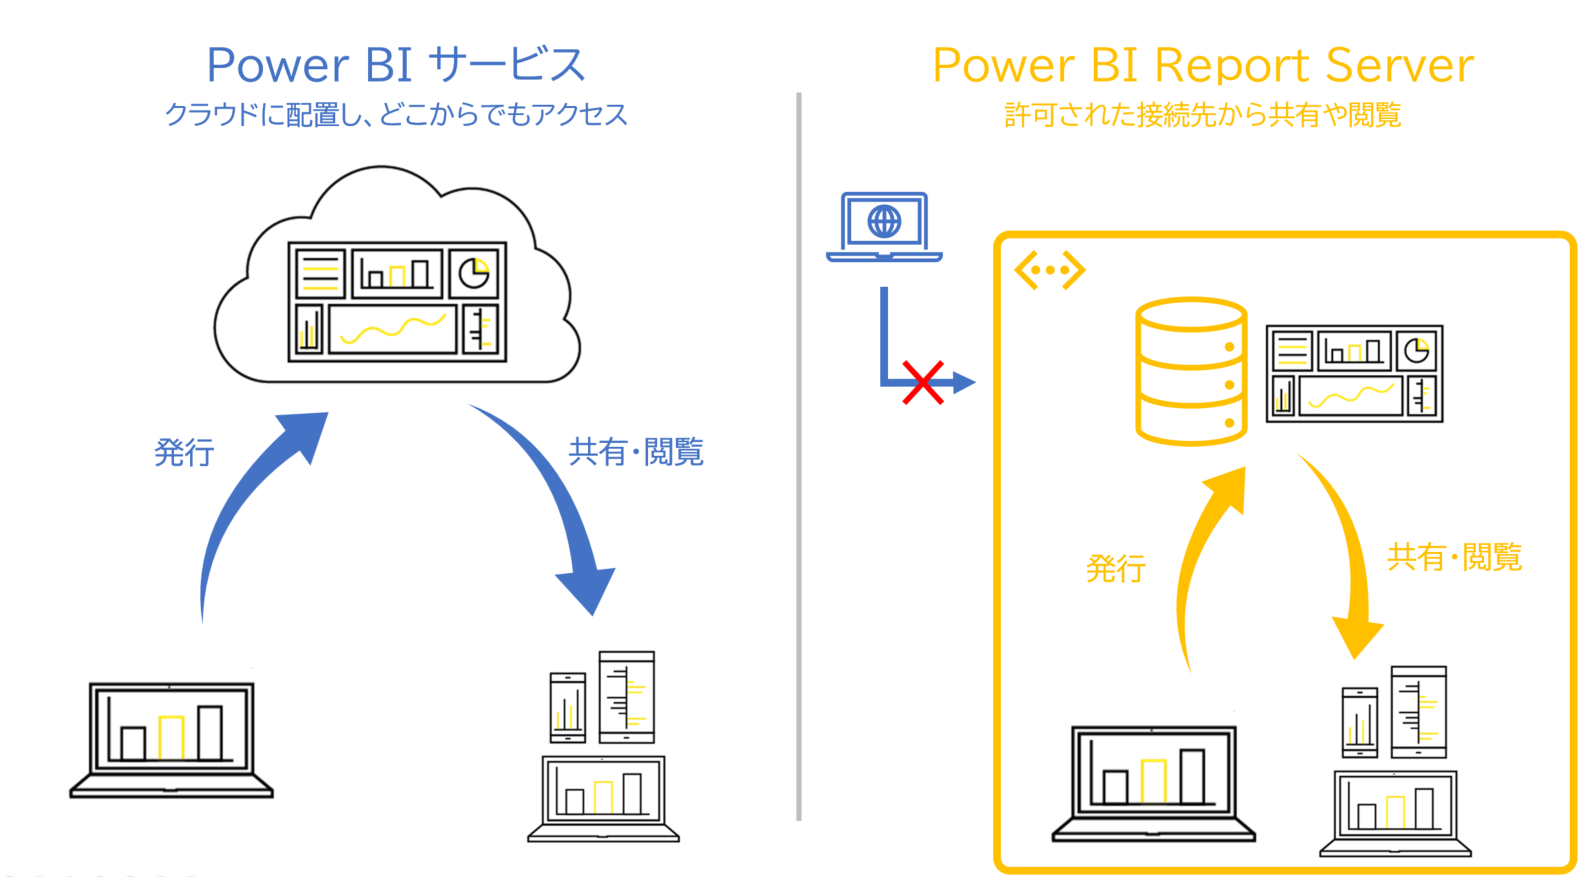 Power BI サービス
クラウドに配置し、どこからでもアクセス
発行
共有・閲覧
Power BI Report Server
許可された接続先から共有や閲覧
発行
共有・閲覧